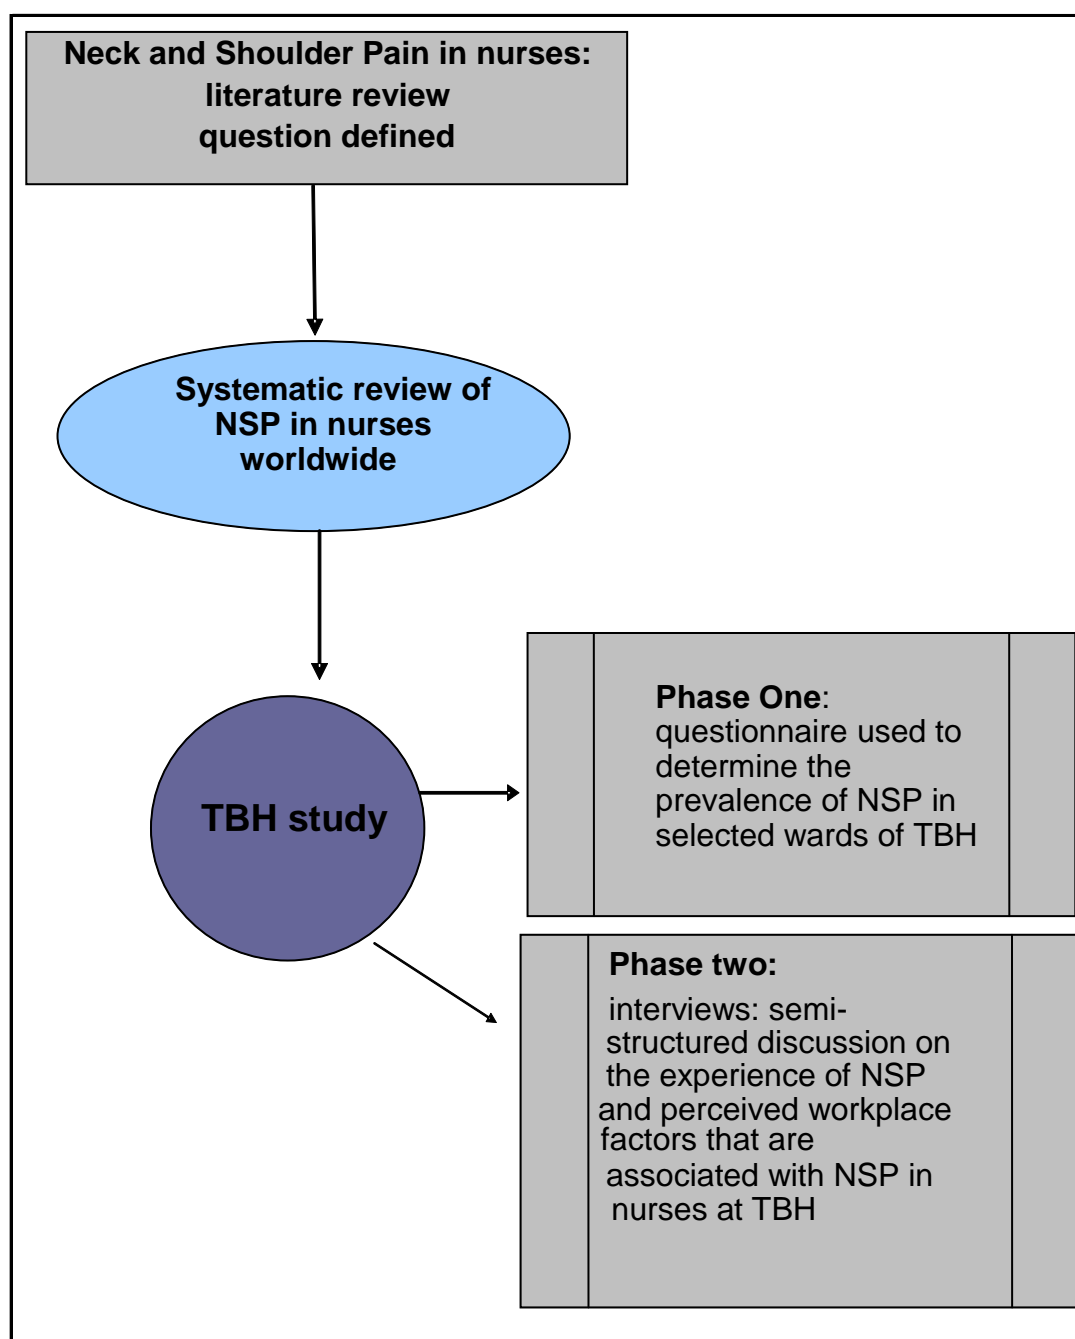 Neck and Shoulder Pain in nurses:
literature review
question defined
Systematic review of
NSP in nurses
worldwide
TBH study
Phase One:
questionnaire used to
determine the
prevalence of NSP in
selected wards of TBH
Phase two:
interviews: semi-
structured discussion on
the experience of NSP
and perceived workplace
factors that are
associated with NSP in
nurses at TBH